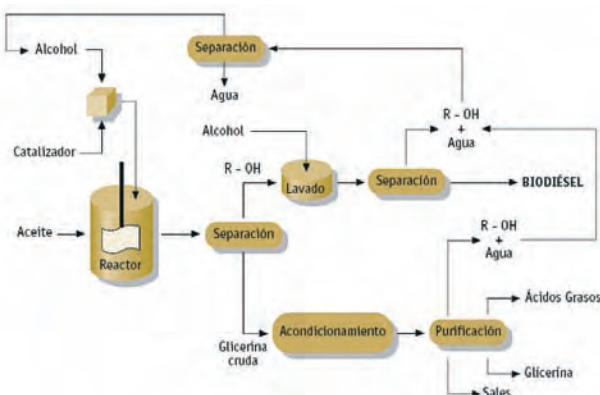 Alcohol
Separación
Agua
R - OH
+
Agua
Catalizador
Alcohol
R - OH
Lavado
Separación
BIODIÉSEL
Aceite
Reactor
Separación
R - OH
+
Agua
Glicerina
cruda
Acondicionamiento
Purificación
Ácidos Grasos
Glicerina
Sales